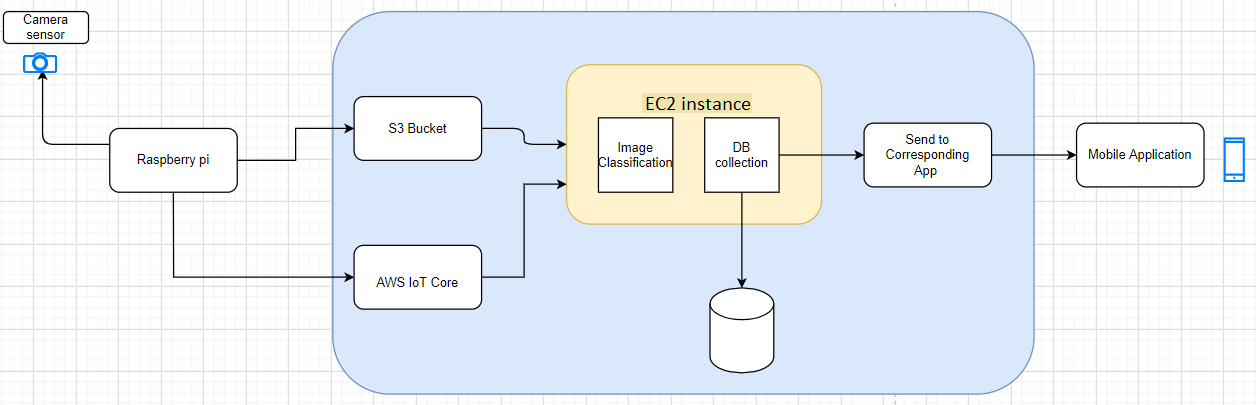 Camera
sensor
Raspberry pi
S3 Bucket
AWS IoT Core
EC2 instance
Image
Classification
DB
collection
Send to
Corresponding
App
Mobile Application